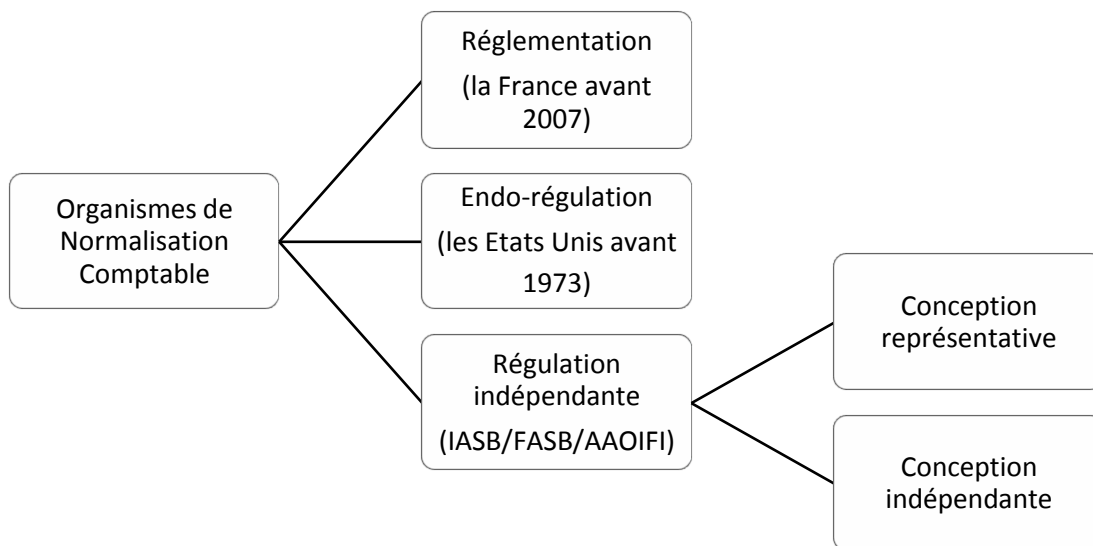 Réglementation
(la France avant
2007)
Organismes de
Normalisation
Comptable
Endo-régulation
(les Etats Unis avant
1973)
Régulation
indépendante
(IASB/FASB/AAOIFI)
Conception
représentative
Conception
indépendante